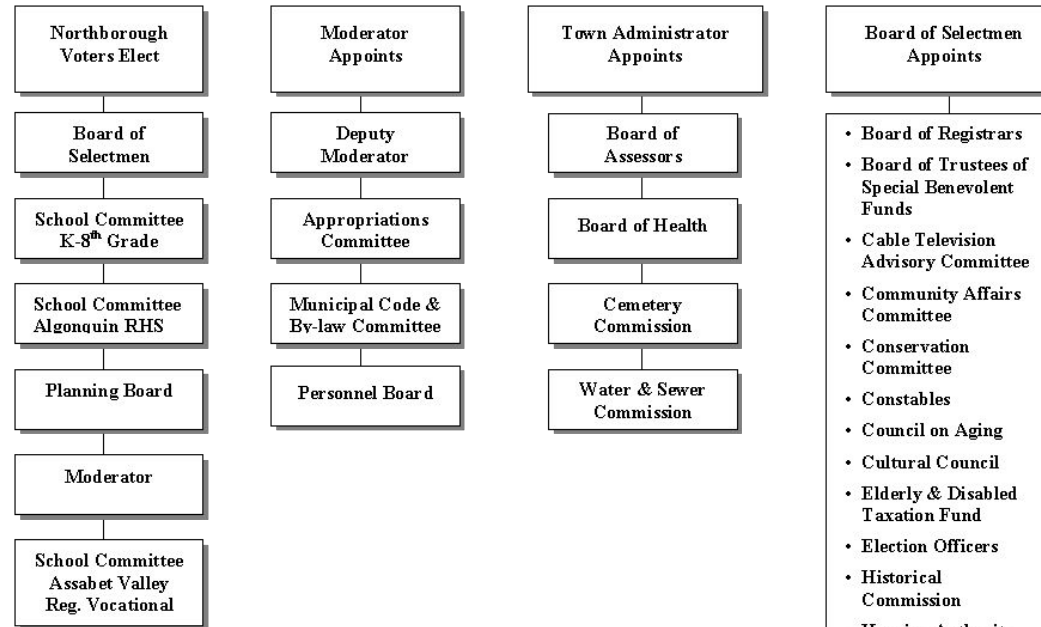 Northborough
Voters Elect
Board of
Selectmen
School Committee
K-8th Grade
School Committee
Algonquin RHS
Planning Board
Moderator
School Committee
Assabet Valley
Reg. Vocational
Moderator
Appoints
Deputy
Moderator
Appropriations
Committee
Municipal Code &
By-law Committee
Personnel Board
Town Administrator
Appoints
Board of
Assessors
Board of Health
Cemetery
Commission
Water & Sewer
Commission
Board of Selectmen
Appoints
• Board of Registrars
• Board of Trustees of
Special Benevolent
Funds
• Cable Television
Advisory Committee
• Community Affairs
Committee
• Conservation
Committee
• Constables
• Council on Aging
• Cultural Council
• Elderly & Disabled
Taxation Fund
• Election Officers
• Historical
Commission